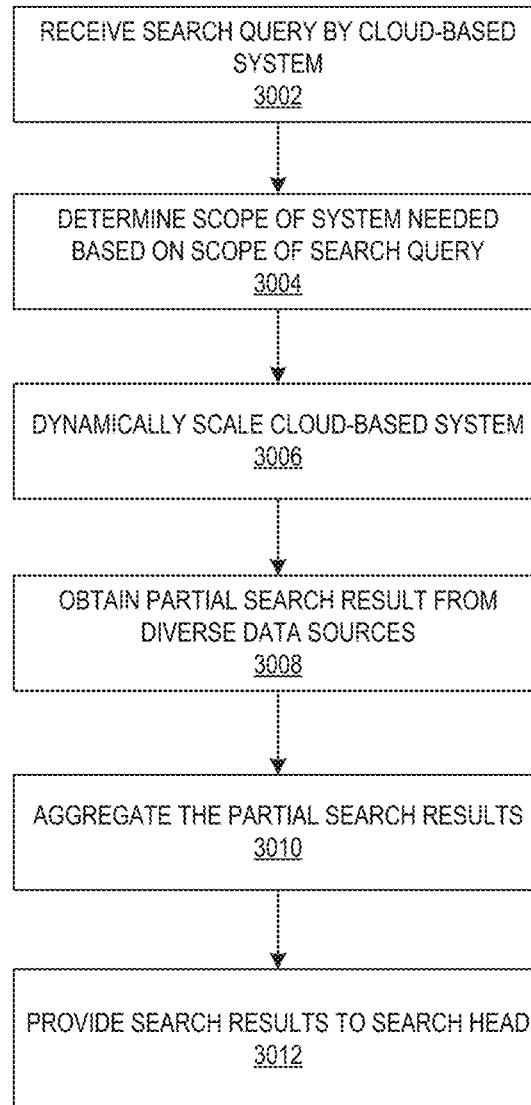 RECEIVE SEARCH QUERY BY CLOUD-BASED
SYSTEM
3002
DETERMINE SCOPE OF SYSTEM NEEDED
BASED ON SCOPE OF SEARCH QUERY
3004
DYNAMICALLY SCALE CLOUD-BASED SYSTEM
3006
OBTAIN PARTIAL SEARCH RESULT FROM
DIVERSE DATA SOURCES
3008
AGGREGATE THE PARTIAL SEARCH RESULTS
3010
PROVIDE SEARCH RESULTS TO SEARCH HEAD
3012